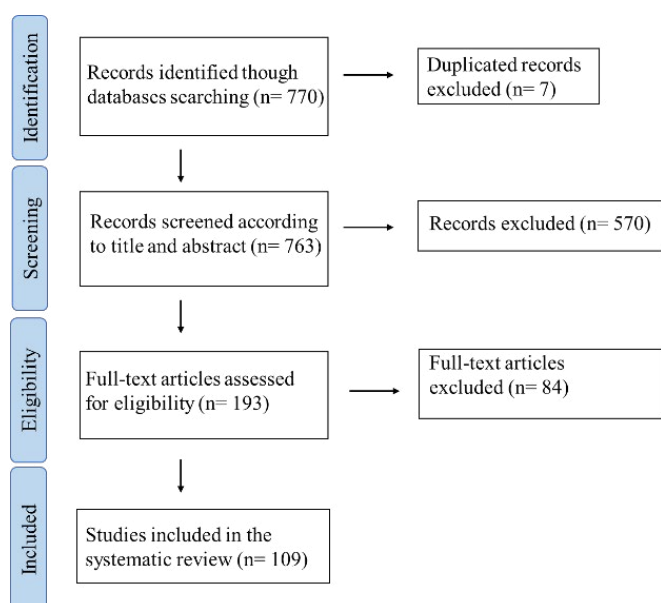 Identification
Records identified though
databases searching (n= 770)
Duplicated records
excluded (n= 7)
Screening
Records screened according
to title and abstract (n= 763)
Records excluded (n= 570)
Eligibility
Full-text articles assessed
for eligibility (n= 193)
Full-text articles
excluded (n= 84)
Included
Studies included in the
systematic review (n= 109)